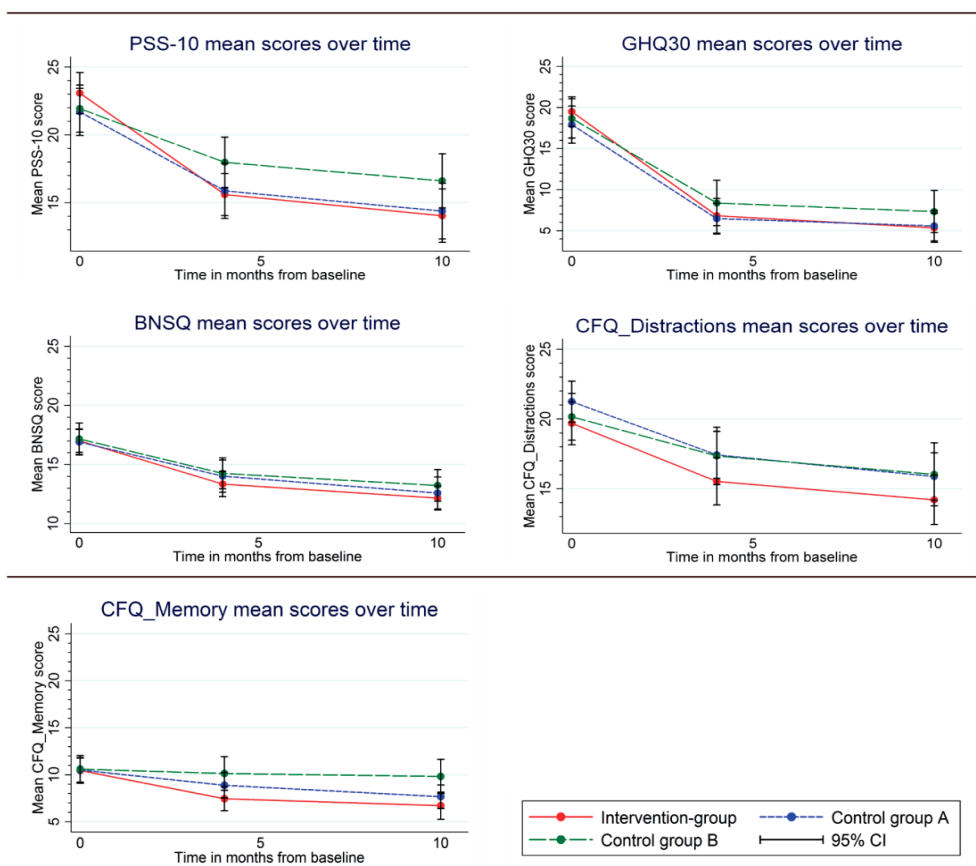 PSS-10 mean scores over time
Mean PSS-10 score
25
20
15
0
5
10
Time in months from baseline
GHQ30 mean scores over time
Mean GHQ30 score
25
20
15
10
5
0
5
10
Time in months from baseline
BNSQ mean scores over time
Mean BNSQ score
25
20
15
10
0
5
10
Time in months from baseline
CFQ_Distractions mean scores over time
Mean CFQ_Distractions score
25
20
15
0
5
10
Time in months from baseline
CFQ_Memory mean scores over time
Mean CFQ_Memory score
25
20
15
10
5
0
5
10
Time in months from baseline
Intervention-group
Control group A
Control group B
95% CI